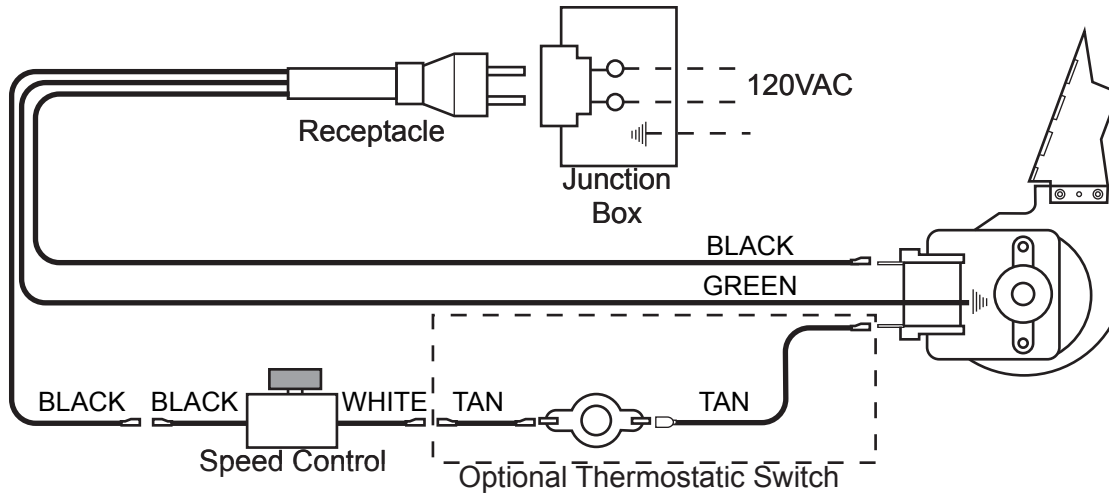 120VAC
Receptacle
Junction
Box
BLACK
GREEN
BLACK BLACK WHITE TAN TAN
Speed Control
Optional Thermostatic Switch